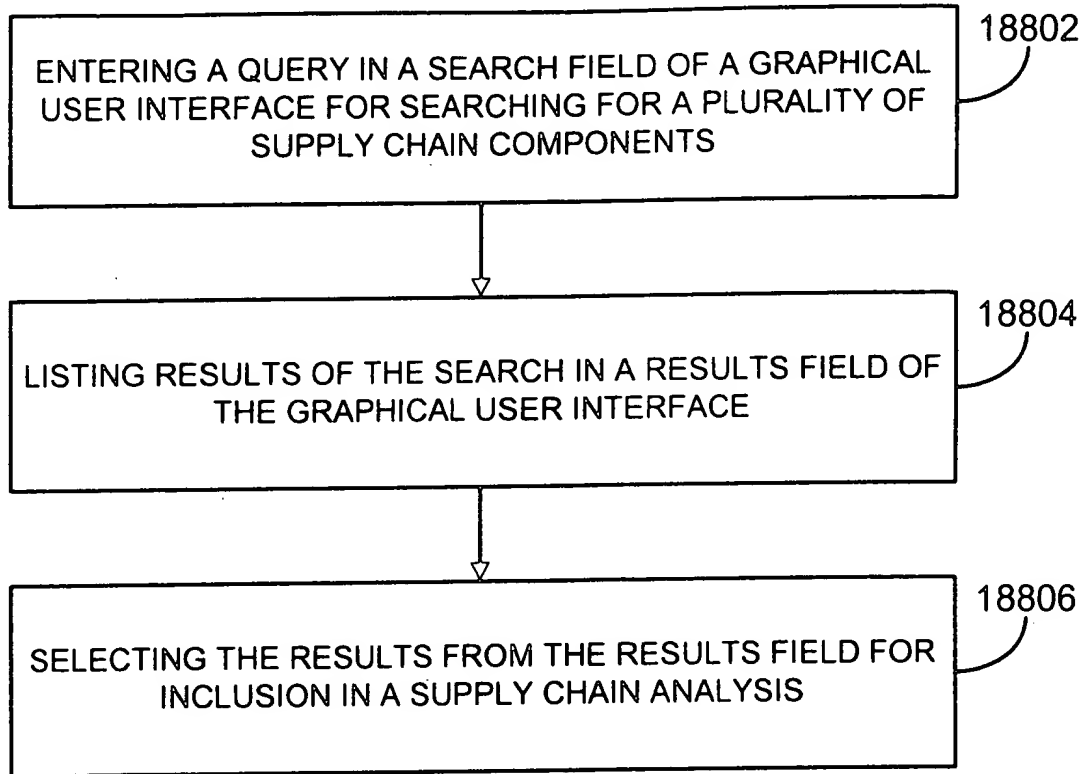 18802
ENTERING A QUERY IN A SEARCH FIELD OF A GRAPHICAL
USER INTERFACE FOR SEARCHING FOR A PLURALITY OF
SUPPLY CHAIN COMPONENTS
18804
LISTING RESULTS OF THE SEARCH IN A RESULTS FIELD OF
THE GRAPHICAL USER INTERFACE
18806
SELECTING THE RESULTS FROM THE RESULTS FIELD FOR
INCLUSION IN A SUPPLY CHAIN ANALYSIS